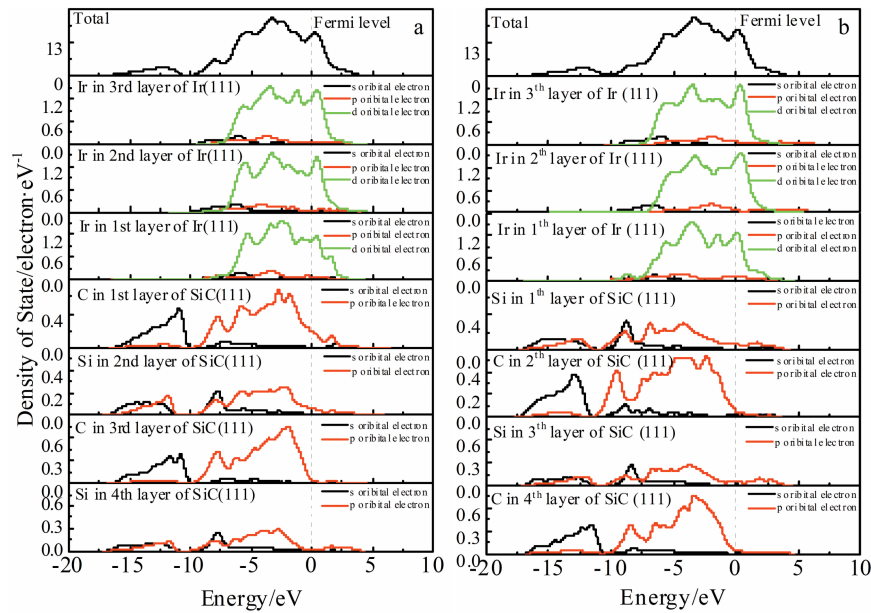 Total
Fermi level
a
13
0
Ir in 3rd layer of Ir(111)
s oribital electron
p oribital electron
d oribital electron
1.2
0.6
0.0
Ir in 2nd layer of Ir(111)
s oribital electron
p oribital electron
d oribital electron
1.2
0.6
0.0
Ir in 1st layer of Ir(111)
s oribital electron
p oribital electron
d oribital electron
1.2
0.6
0.0
C in 1st layer of SiC(111)
s oribital electron
p oribital electron
0.4
0.0
Si in 2nd layer of SiC(111)
s oribital electron
p oribital electron
0.4
0.2
0.0
C in 3rd layer of SiC(111)
s oribital electron
p oribital electron
0.6
0.3
0.0
Si in 4th layer of SiC(111)
s oribital electron
p oribital electron
0.6
0.3
0.0
-20
-15
-10
-5
0
5
10
Energy/eV
Density of State/electron·eV⁻¹
Total
Fermi level
b
13
0
Ir in 3th layer of Ir (111)
s oribital electron
p oribital electron
d oribital electron
1.2
0.6
0.0
Ir in 2th layer of Ir (111)
s oribital electron
p oribital electron
d oribital electron
1.2
0.6
0.0
Ir in 1th layer of Ir (111)
s oribital electron
p oribital electron
d oribital electron
1.2
0.6
0.0
Si in 1th layer of SiC (111)
s oribital electron
p oribital electron
0.4
0.0
C in 2th layer of SiC (111)
s oribital electron
p oribital electron
0.4
0.2
0.0
Si in 3th layer of SiC (111)
s oribital electron
p oribital electron
0.3
0.0
C in 4th layer of SiC (111)
s oribital electron
p oribital electron
0.6
0.3
0.0
-20
-15
-10
-5
0
5
10
Energy/eV